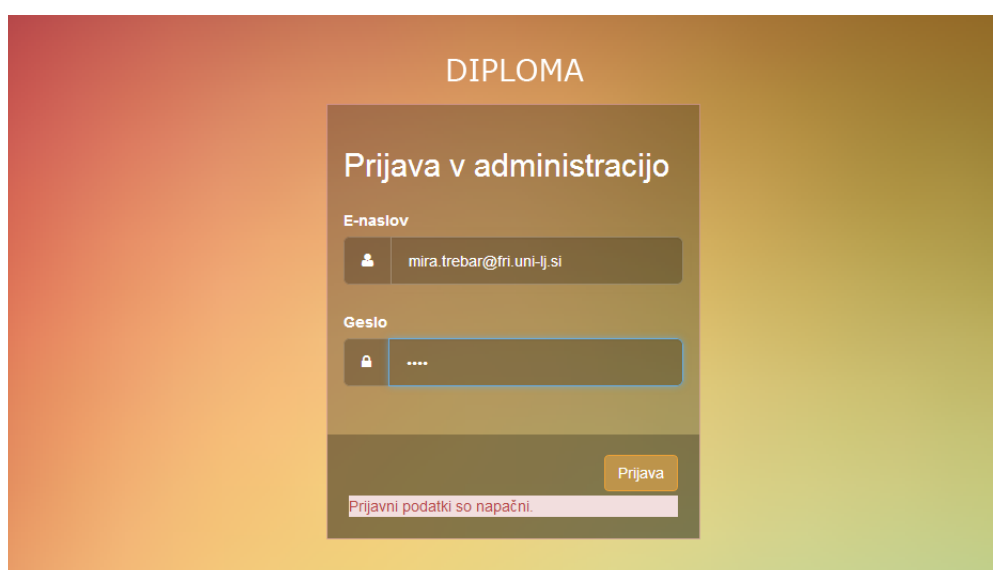 DIPLOMA
Prijava v administracijo
E-naslov
mira.trebar@fri.uni-lj.si
Geslo
••••
Prijava
Prijavni podatki so napačni.